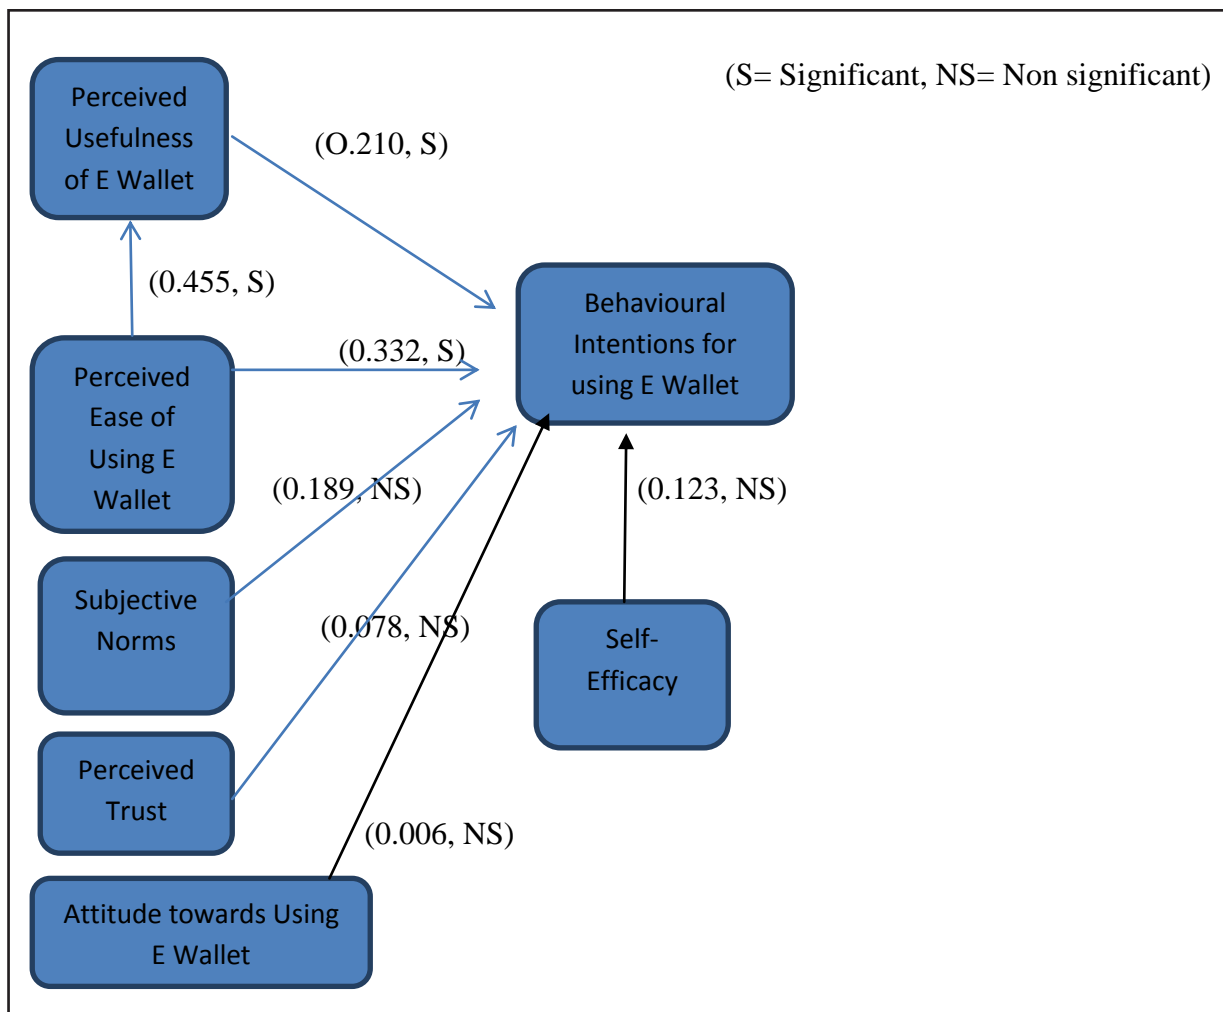 (S= Significant, NS= Non significant)
Perceived
Usefulness
of E Wallet
(O.210, S)
(0.455, S)
Behavioural
Intentions for
using E Wallet
(0.332, S)
Perceived
Ease of
Using E
Wallet
(0.189, NS)
(0.123, NS)
Subjective
Norms
(0.078, NS)
Self-
Efficacy
Perceived
Trust
(0.006, NS)
Attitude towards Using
E Wallet